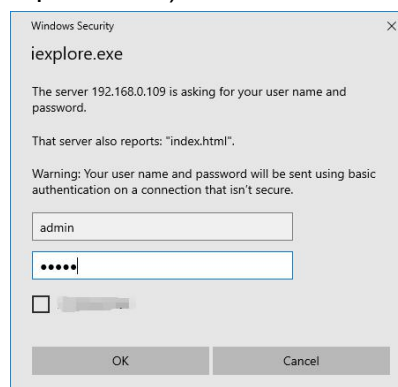 Windows Security
iexplore.exe
The server 192.168.0.109 is asking for your user name and
password.
That server also reports: "index.html".
Warning: Your user name and password will be sent using basic
authentication on a connection that isn't secure.
admin
•••••
OK Cancel